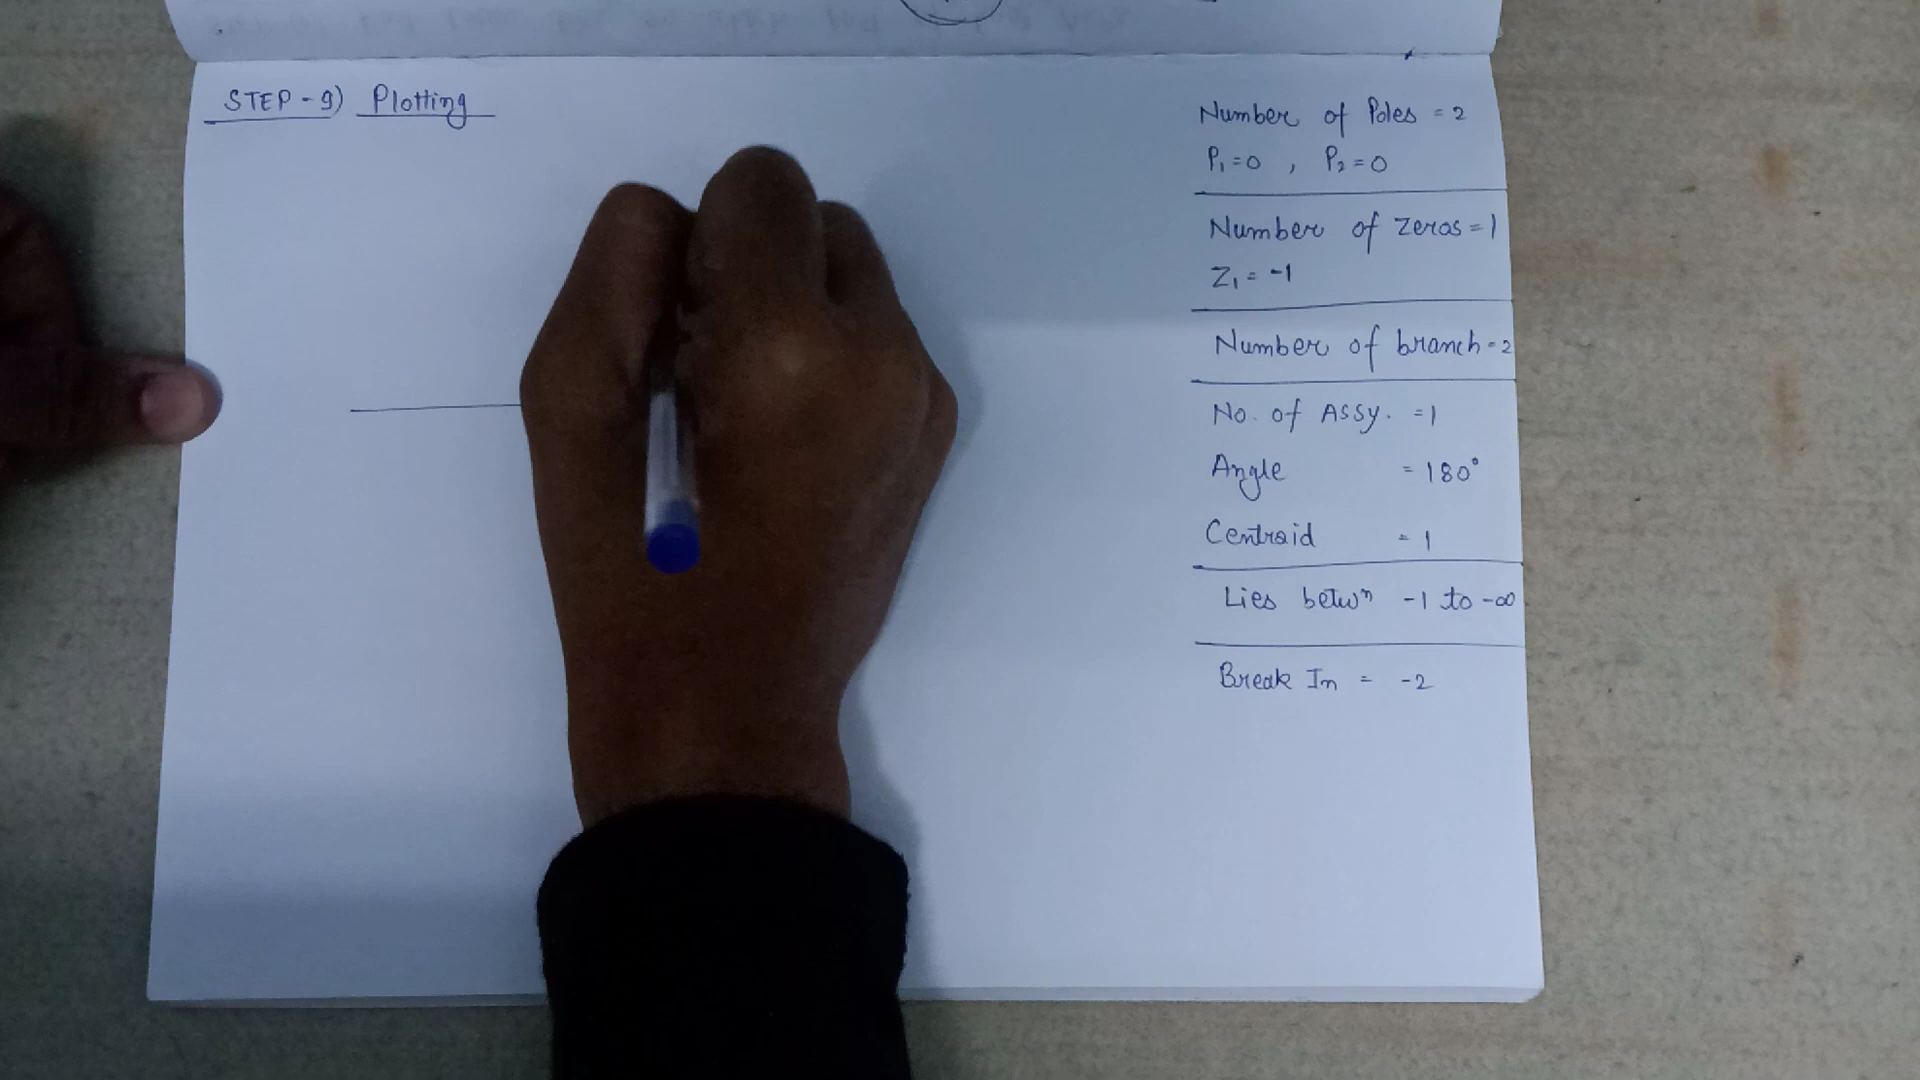 STEP-9) Plotting
Number of Poles = 2
P₁=0 , P₂=0
Number of Zeros=1
Z₁= -1
Number of branch=2
No. of Assy. =1
Angle = 180°
Centroid = 1
Lies betwⁿ -1 to -∞
Break In = -2